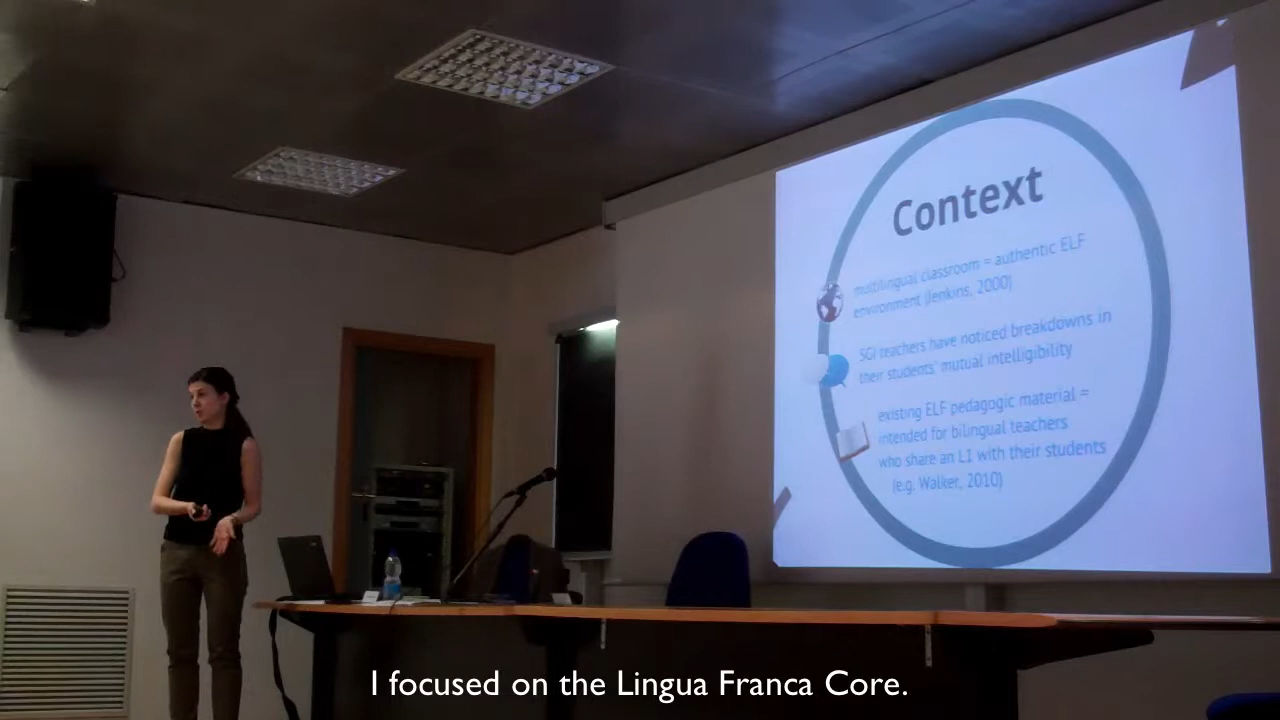 Context
multilingual classroom = authentic ELF
environment (Jenkins, 2000)
SGI teachers have noticed breakdowns in
their students' mutual intelligibility
existing ELF pedagogic material =
intended for bilingual teachers
who share an L1 with their students
(e.g. Walker, 2010)
I focused on the Lingua Franca Core.